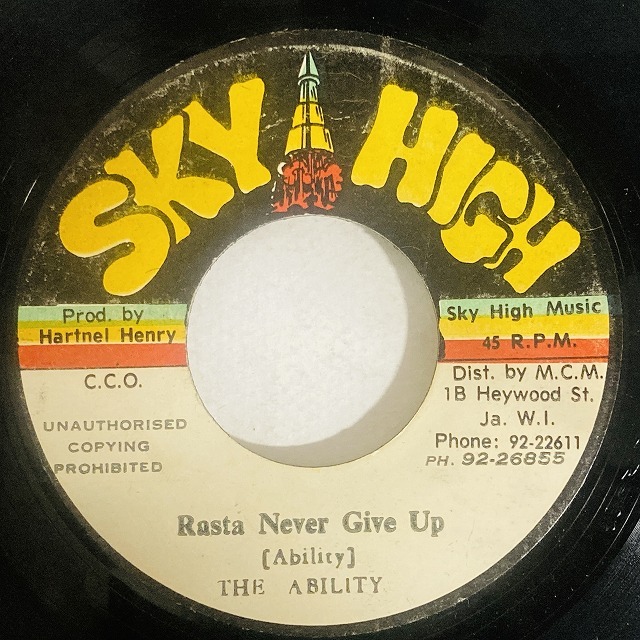 SKY HIGH
Prod. by
Hartnel Henry
C.C.O.
UNAUTHORISED
COPYING
PROHIBITED
Sky High Music
45 R.P.M.
Dist. by M.C.M.
1B Heywood St.
Ja. W.I.
Phone: 92-22611
PH. 92-26855
Rasta Never Give Up
[Ability]
THE ABILITY